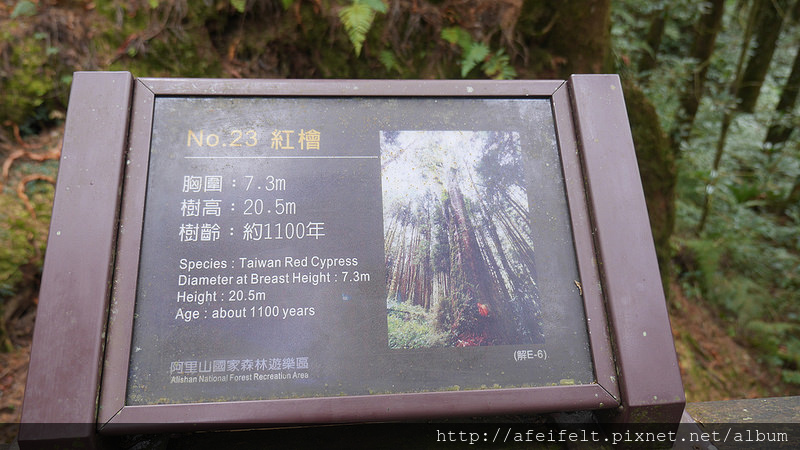 No.23 紅檜
胸圍：7.3m
樹高：20.5m
樹齡：約1100年
Species : Taiwan Red Cypress
Diameter at Breast Height : 7.3m
Height : 20.5m
Age : about 1100 years
阿里山國家森林遊樂區
Alishan National Forest Recreation Area
(解E-6)
http://afeifelt.pixnet.net/album